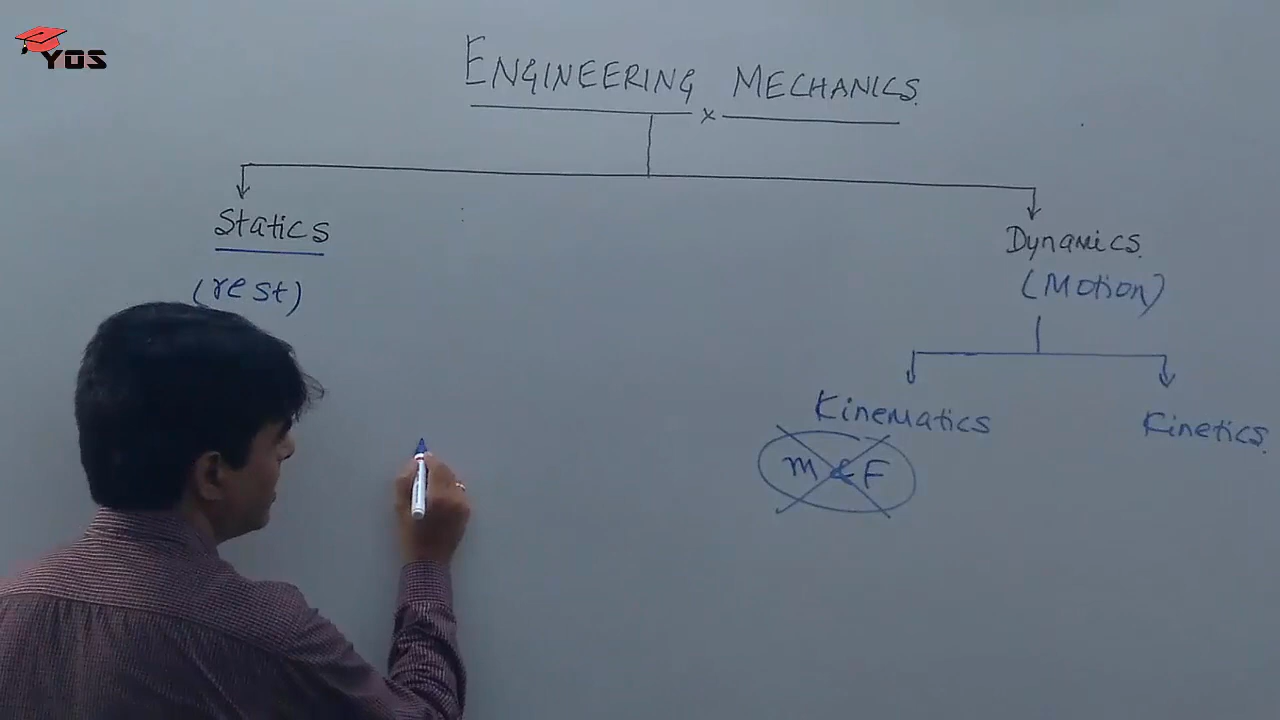 YOS
ENGINEERING MECHANICS.
Statics
(rest)
Dynamics.
(Motion)
Kinematics
Kinetics.
m & F